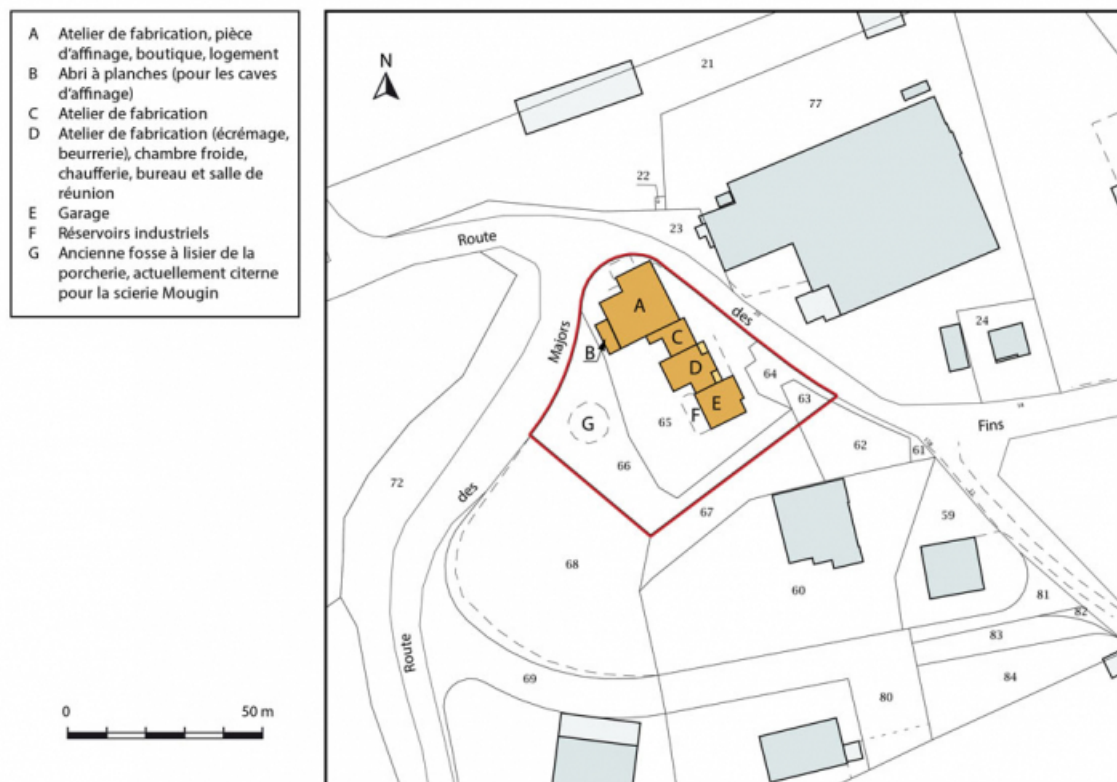 A Atelier de fabrication, pièce
d'affinage, boutique, logement
B Abri à planches (pour les caves
d'affinage)
C Atelier de fabrication
D Atelier de fabrication (écrémage,
beurrerie), chambre froide,
chaufferie, bureau et salle de
réunion
E Garage
F Réservoirs industriels
G Ancienne fosse à lisier de la
porcherie, actuellement citerne
pour la scierie Mougin
N
21
77
22
23
Route
A
des
Majors
B
C
24
D
64
E
63
F
G
65
Fins
62
61
66
72
des
67
59
68
60
81
82
83
Route
69
84
80
0 50 m